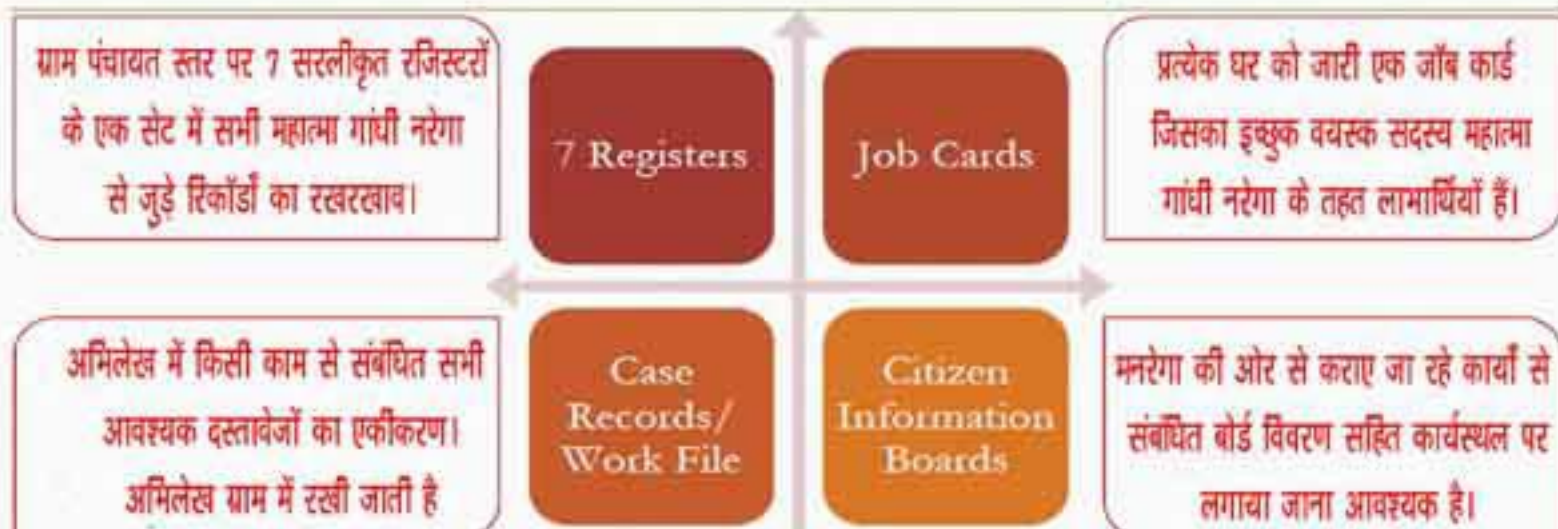 ग्राम पंचायत स्तर पर 7 सरलीकृत रजिस्टरों
के एक सेट में सभी महात्मा गांधी नरेगा
से जुड़े रिकॉर्डों का रखरखाव।
7 Registers
Job Cards
प्रत्येक घर को जारी एक जॉब कार्ड
जिसका इच्छुक वयस्क सदस्य महात्मा
गांधी नरेगा के तहत लाभार्थियों हैं।
अभिलेख में किसी काम से संबंधित सभी
आवश्यक दस्तावेजों का एकीकरण।
अभिलेख ग्राम में रखी जाती है
Case
Records/
Work File
Citizen
Information
Boards
मनरेगा की ओर से कराए जा रहे कार्यों से
संबंधित बोर्ड विवरण सहित कार्यस्थल पर
लगाया जाना आवश्यक है।